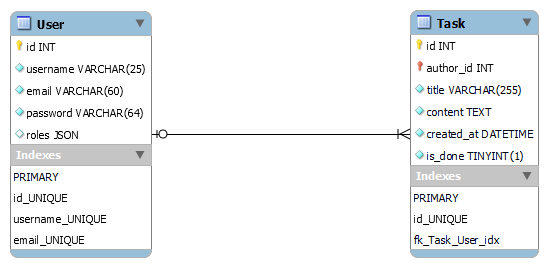 User
id INT
username VARCHAR(25)
email VARCHAR(60)
password VARCHAR(64)
roles JSON
Indexes
PRIMARY
id_UNIQUE
username_UNIQUE
email_UNIQUE
Task
id INT
author_id INT
title VARCHAR(255)
content TEXT
created_at DATETIME
is_done TINYINT(1)
Indexes
PRIMARY
id_UNIQUE
fk_Task_User_idx